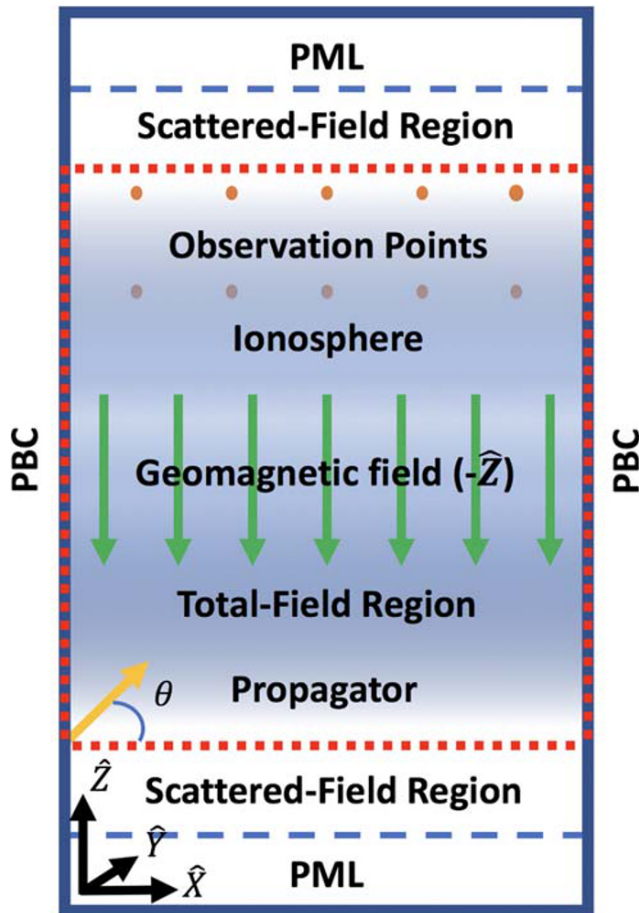 PML
Scattered-Field Region
Observation Points
Ionosphere
PBC
Geomagnetic field (-Ẑ)
PBC
Total-Field Region
θ
Propagator
Ẑ
Scattered-Field Region
Ŷ
X̂
PML